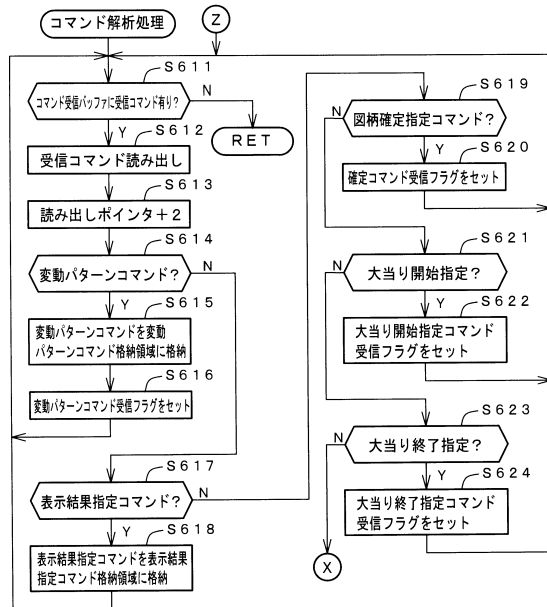 コマンド解析処理
Z
S611
コマンド受信バッファに受信コマンド有り?
N
Y
RET
S612
受信コマンド読み出し
S613
読み出しポインタ+2
S614
変動パターンコマンド?
N
Y
S615
変動パターンコマンドを変動
パターンコマンド格納領域に格納
S616
変動パターンコマンド受信フラグをセット
S617
表示結果指定コマンド?
N
Y
S618
表示結果指定コマンドを表示結果
指定コマンド格納領域に格納
S619
図柄確定指定コマンド?
N
Y
S620
確定コマンド受信フラグをセット
S621
大当り開始指定?
N
Y
S622
大当り開始指定コマンド
受信フラグをセット
S623
大当り終了指定?
N
Y
S624
大当り終了指定コマンド
受信フラグをセット
X